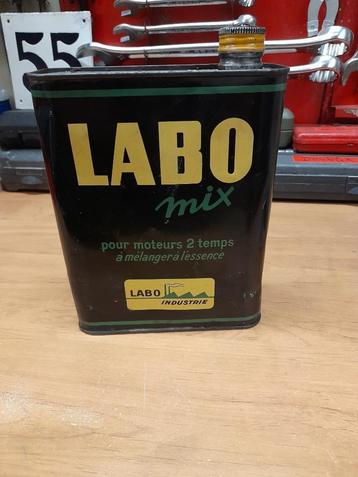 55
LABO
mix
pour moteurs 2 temps
à mélanger à l'essence
LABO
INDUSTRIE